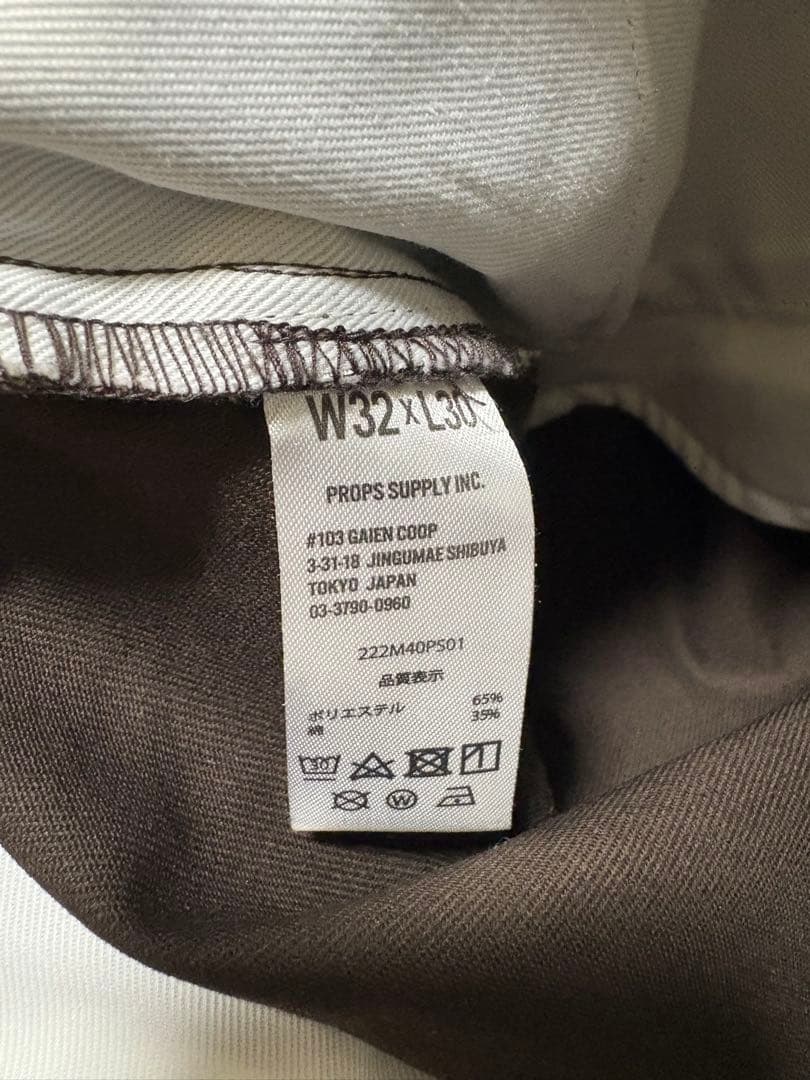 W32×L30
PROPS SUPPLY INC.
#103 GAIEN COOP
3-31-18 JINGUMAE SHIBUYA
TOKYO JAPAN
03-3790-0960
222M40PS01
品質表示
ポリエステル 65%
綿 35%
30
W